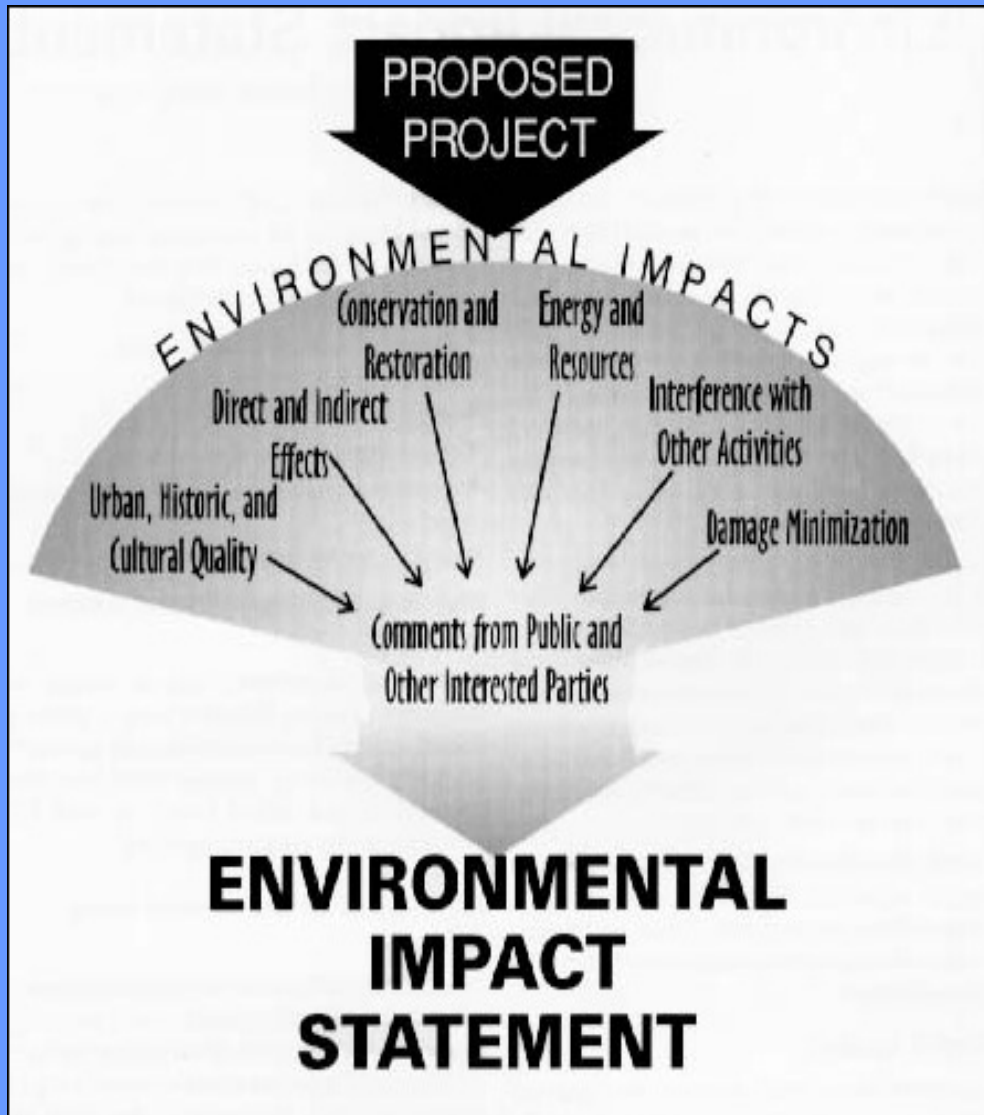 PROPOSED
PROJECT
ENVIRONMENTAL IMPACTS
Conservation and
Restoration
Energy and
Resources
Direct and Indirect
Effects
Interference with
Other Activities
Urban, Historic, and
Cultural Quality
Damage Minimization
Comments from Public and
Other Interested Parties
ENVIRONMENTAL
IMPACT
STATEMENT